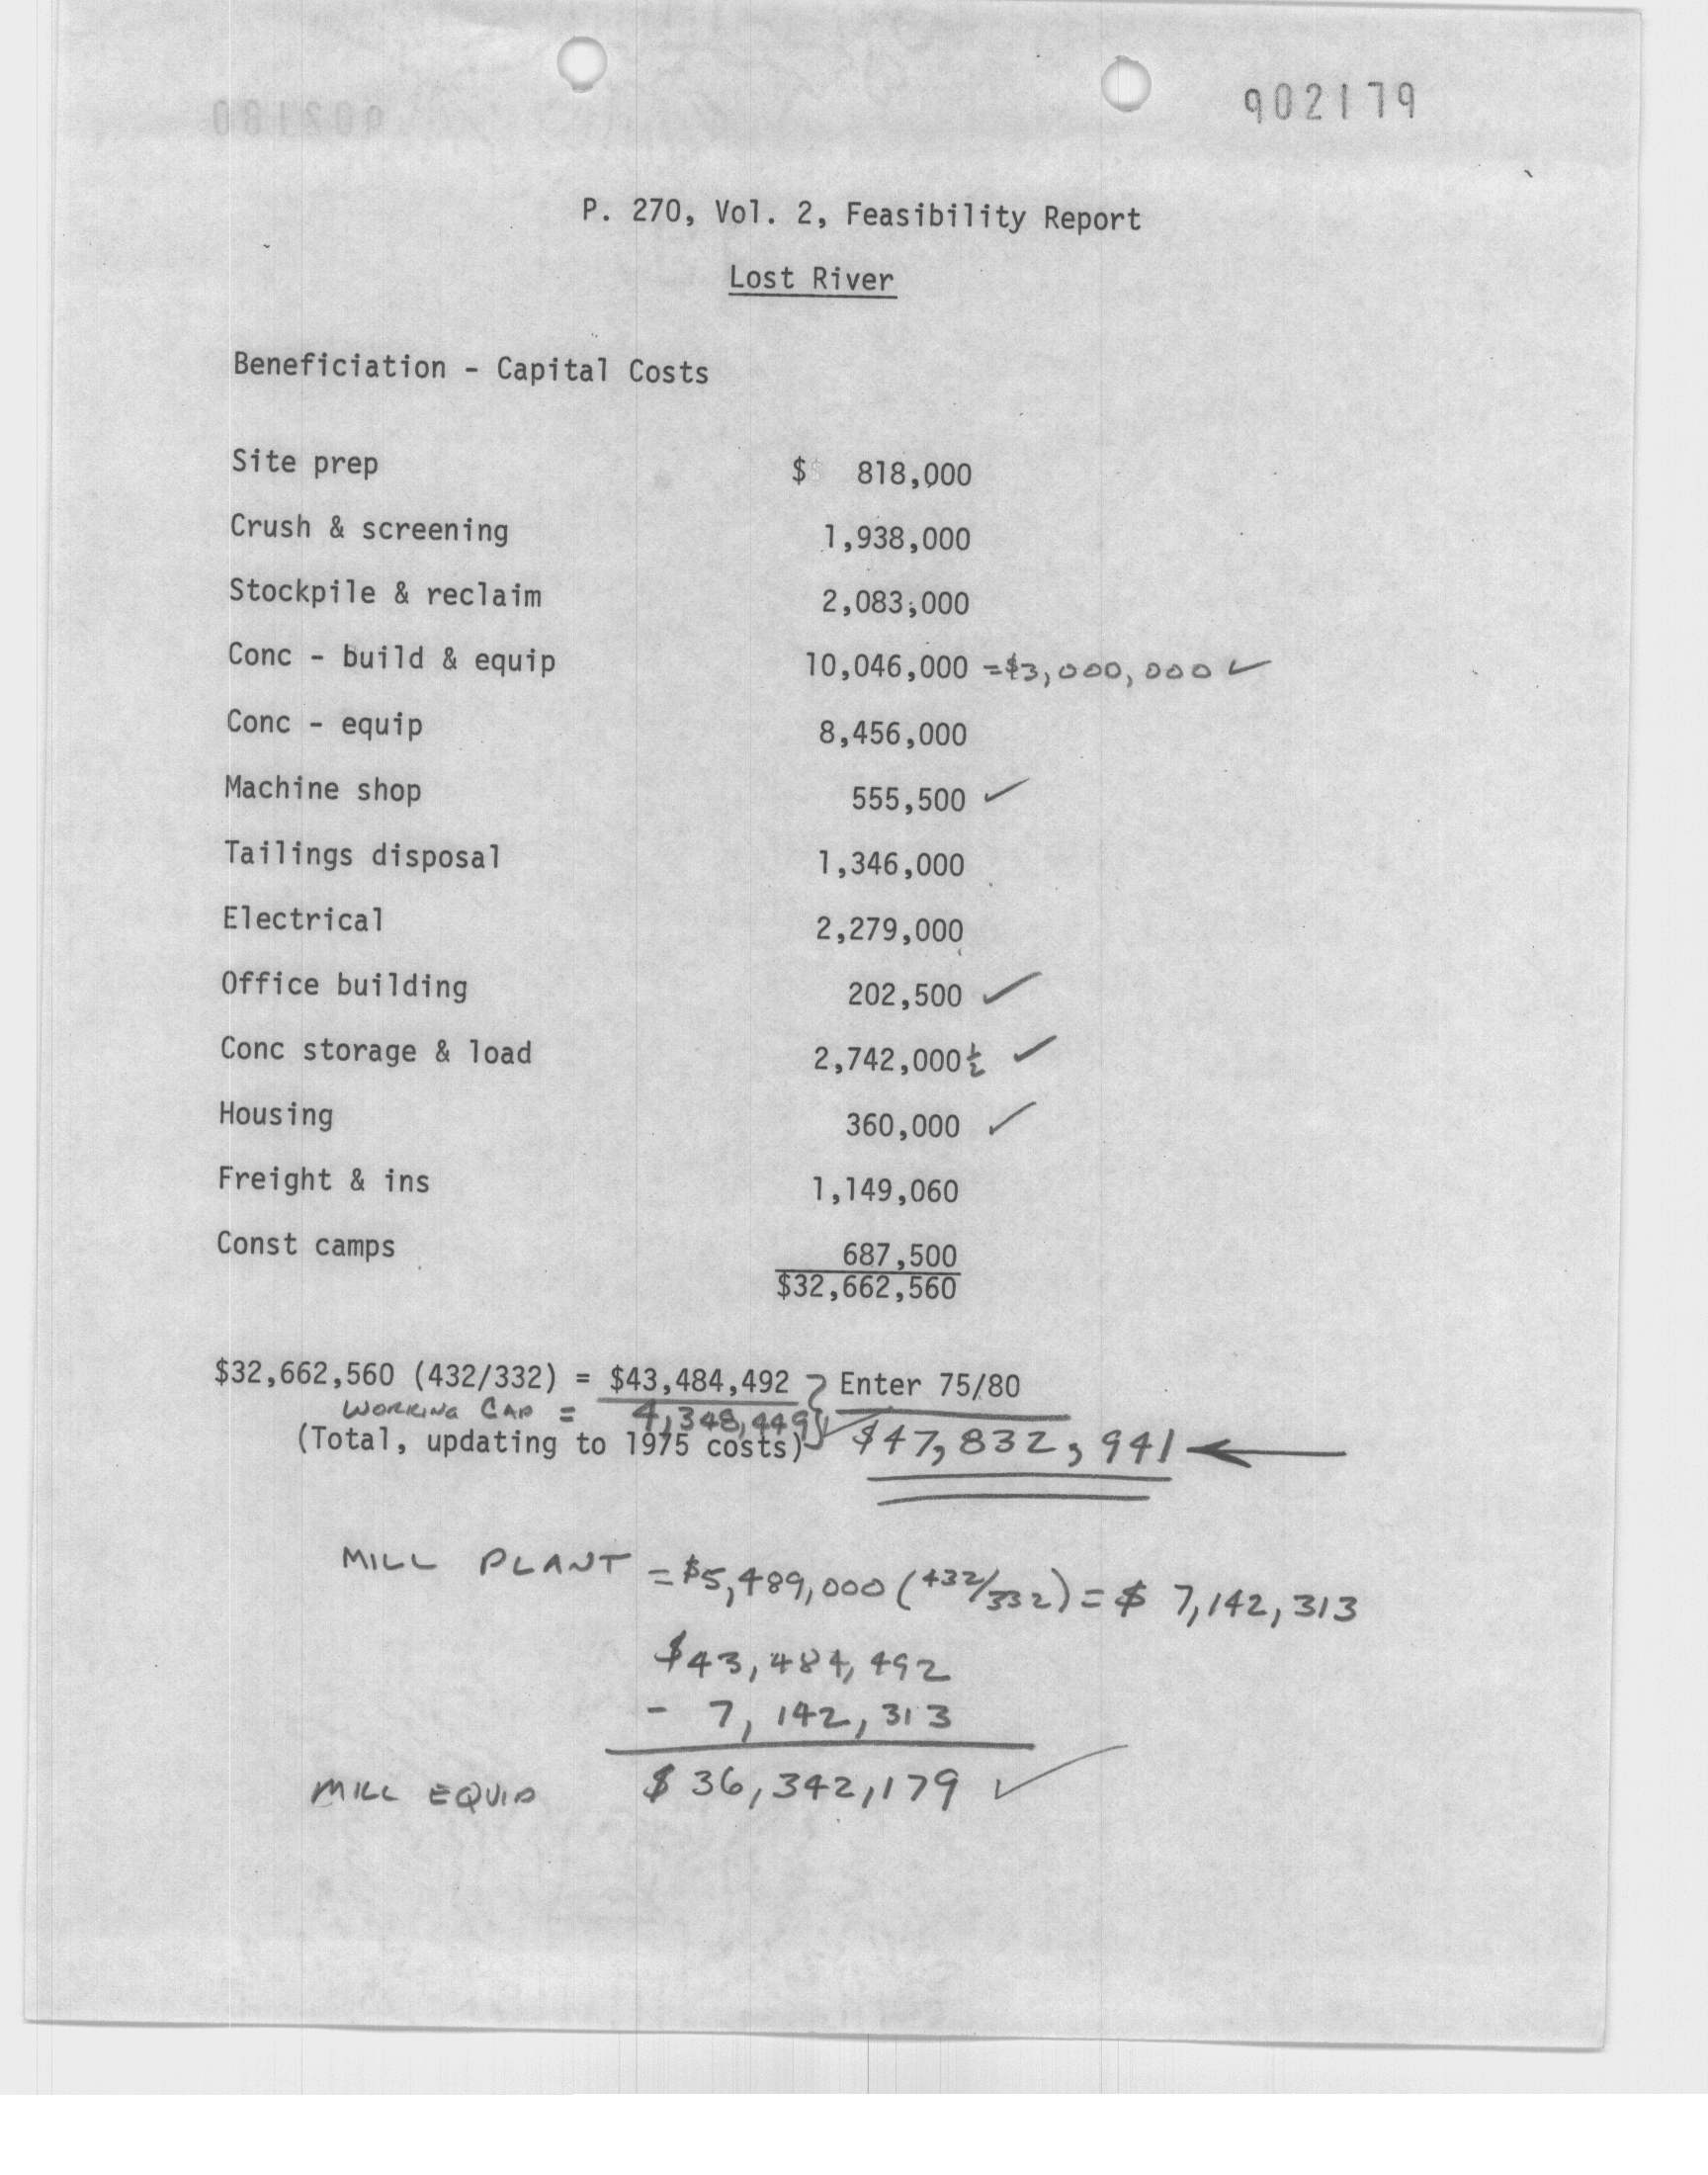 902179
P. 270, Vol. 2, Feasibility Report
Lost River
Beneficiation - Capital Costs
Site prep $ 818,000
Crush & screening 1,938,000
Stockpile & reclaim 2,083,000
Conc - build & equip 10,046,000 =$3,000,000 ✓
Conc - equip 8,456,000
Machine shop 555,500 ✓
Tailings disposal 1,346,000
Electrical 2,279,000
Office building 202,500 ✓
Conc storage & load 2,742,000 ½ ✓
Housing 360,000 ✓
Freight & ins 1,149,060
Const camps 687,500
$32,662,560
$32,662,560 (432/332) = $43,484,492 } Enter 75/80
WORKING CAP = 4,348,449
(Total, updating to 1975 costs) $47,832,941 ←
MILL PLANT = $5,489,000 (432/332) = $ 7,142,313
$43,484,492
- 7,142,313
MILL EQUIP $ 36,342,179 ✓